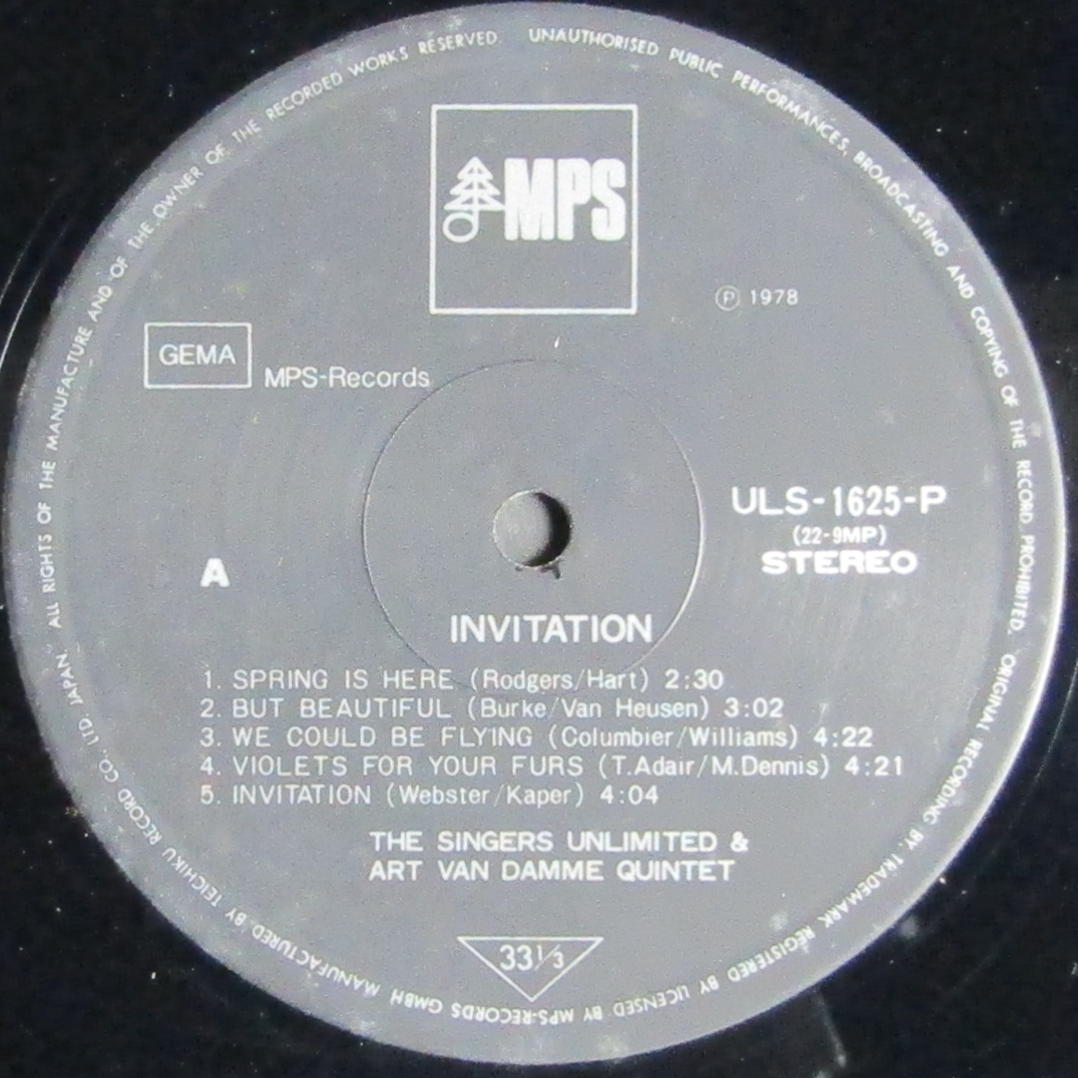 ORIGINAL RECORDING BY. TRADEMARK REGISTERED BY LICENSED BY MPS-RECORDS GMBH MANUFACTURED BY TEICHIKU RECORD CO., LTD. JAPAN. ALL RIGHTS OF THE MANUFACTURE AND OF THE OWNER OF THE RECORDED WORKS RESERVED. UNAUTHORISED PUBLIC PERFORMANCES, BROADCASTING AND COPYING OF THE RECORD PROHIBITED.
MPS
Ⓟ 1978
GEMA
MPS-Records
ULS-1625-P
(22-9MP)
STEREO
A
INVITATION
1. SPRING IS HERE (Rodgers/Hart) 2:30
2. BUT BEAUTIFUL (Burke/Van Heusen) 3:02
3. WE COULD BE FLYING (Columbier/Williams) 4:22
4. VIOLETS FOR YOUR FURS (T.Adair/M.Dennis) 4:21
5. INVITATION (Webster/Kaper) 4:04
THE SINGERS UNLIMITED &
ART VAN DAMME QUINTET
33 1/3